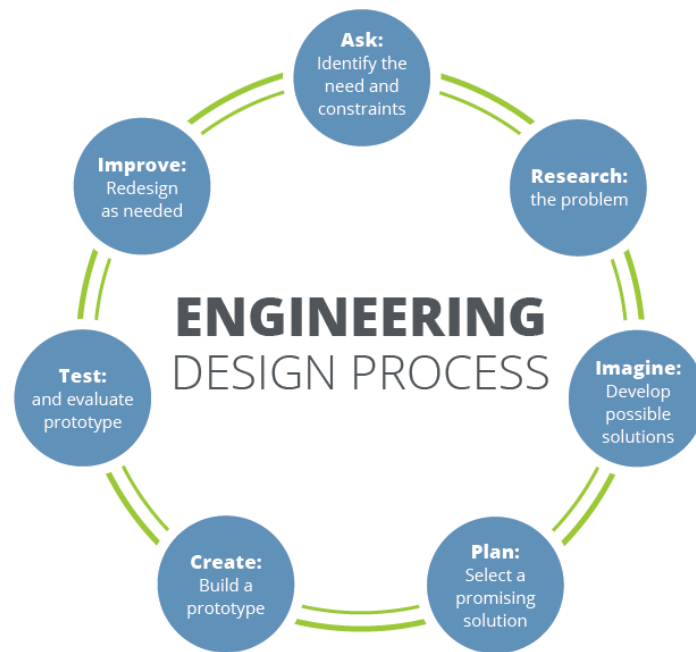 Ask:
Identify the
need and
constraints
Research:
the problem
Imagine:
Develop
possible
solutions
Plan:
Select a
promising
solution
Create:
Build a
prototype
Test:
and evaluate
prototype
Improve:
Redesign
as needed
ENGINEERING
DESIGN PROCESS